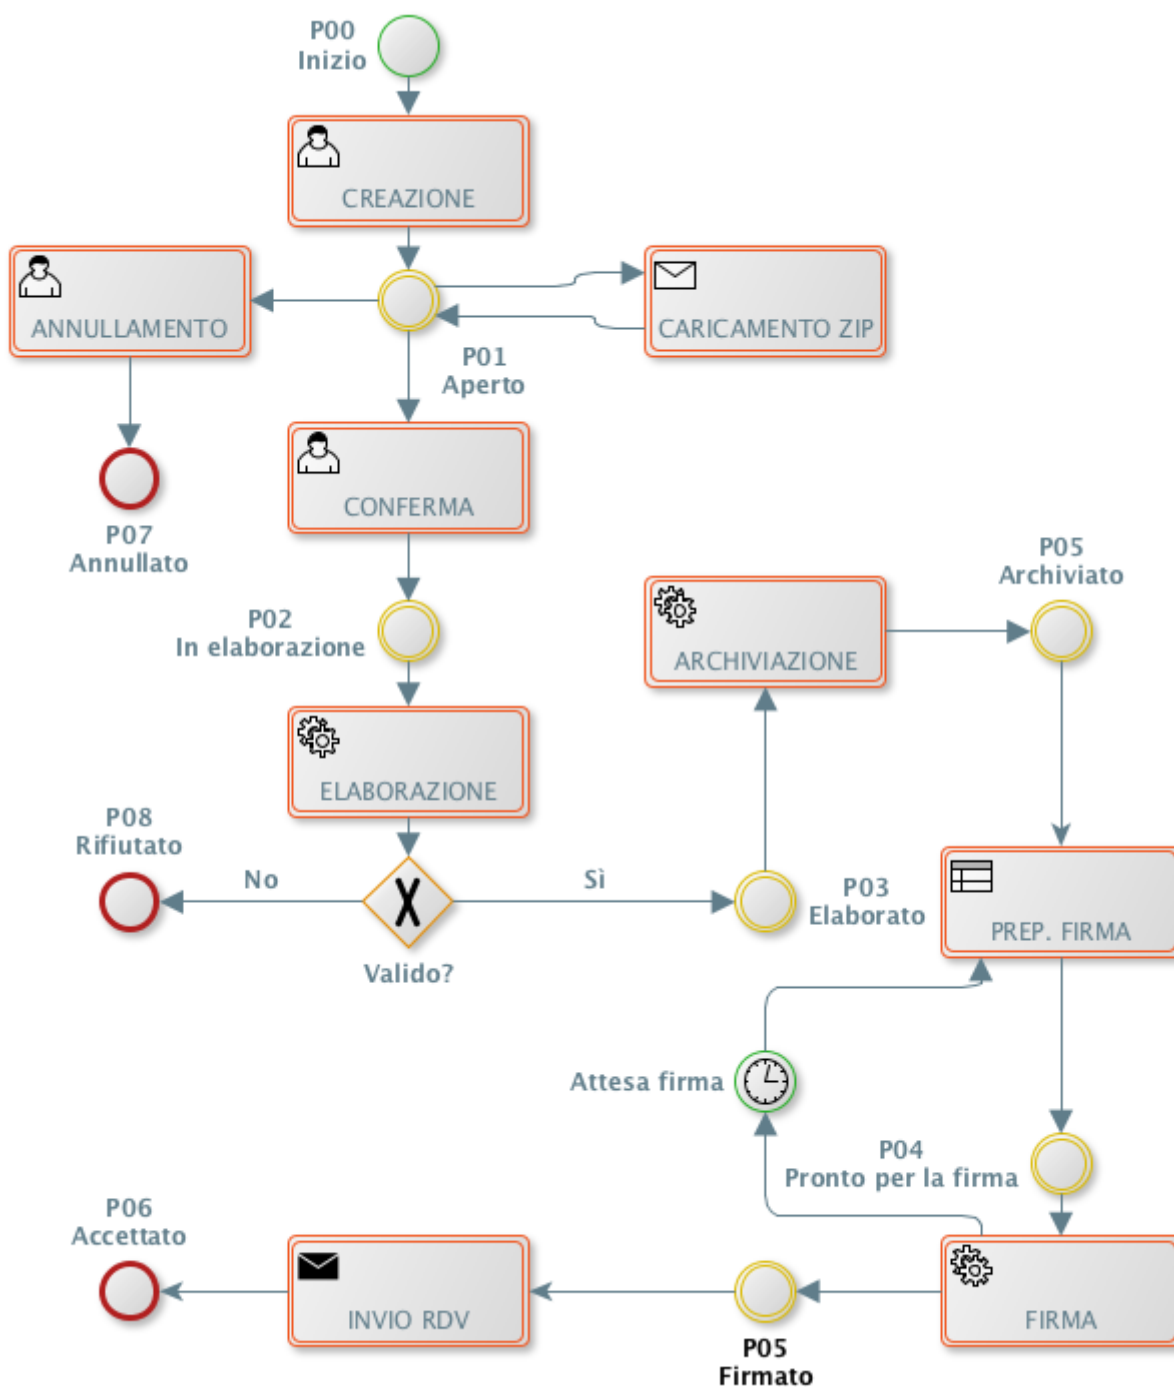 P00
Inizio
CREAZIONE
ANNULLAMENTO
CARICAMENTO ZIP
P01
Aperto
CONFERMA
P07
Annullato
P05
Archiviato
P02
In elaborazione
ARCHIVIAZIONE
ELABORAZIONE
P08
Rifiutato
No
Sì
P03
Elaborato
X
Valido?
PREP. FIRMA
Attesa firma
P04
Pronto per la firma
P06
Accettato
INVIO RDV
FIRMA
P05
Firmato